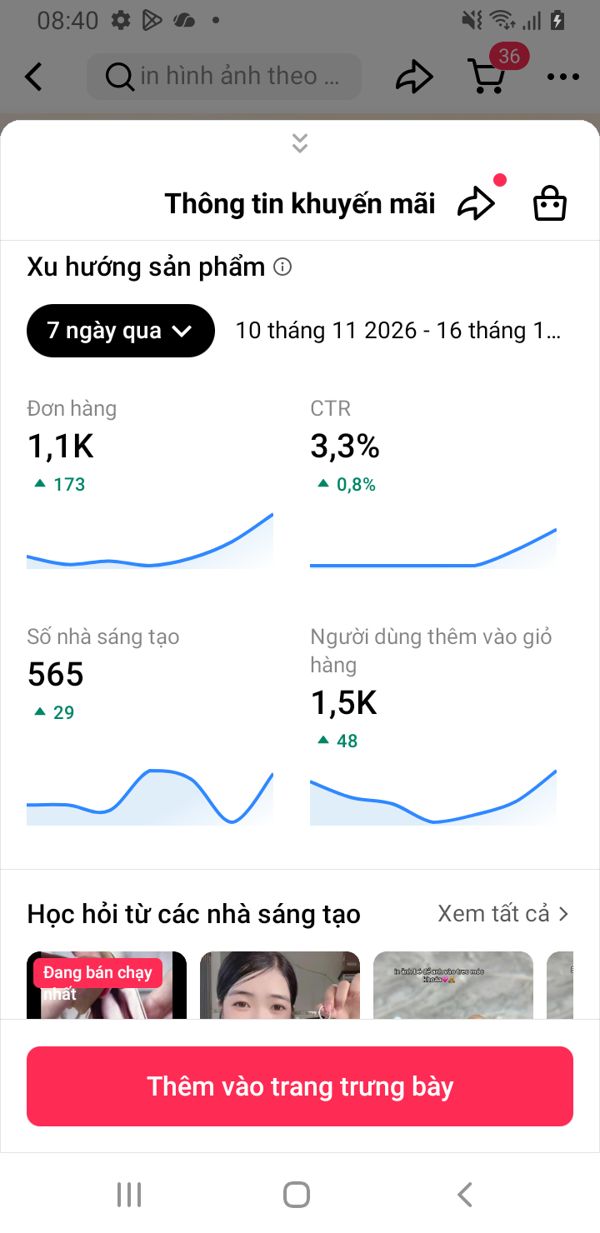 08:40
36
in hình ảnh theo ...
Thông tin khuyến mãi
Xu hướng sản phẩm
7 ngày qua
10 tháng 11 2026 - 16 tháng 1...
Đơn hàng
CTR
1,1K
3,3%
173
0,8%
Số nhà sáng tạo
Người dùng thêm vào giỏ
hàng
565
1,5K
29
48
Học hỏi từ các nhà sáng tạo
Xem tất cả
Đang bán chạy
nhất
Thêm vào trang trưng bày